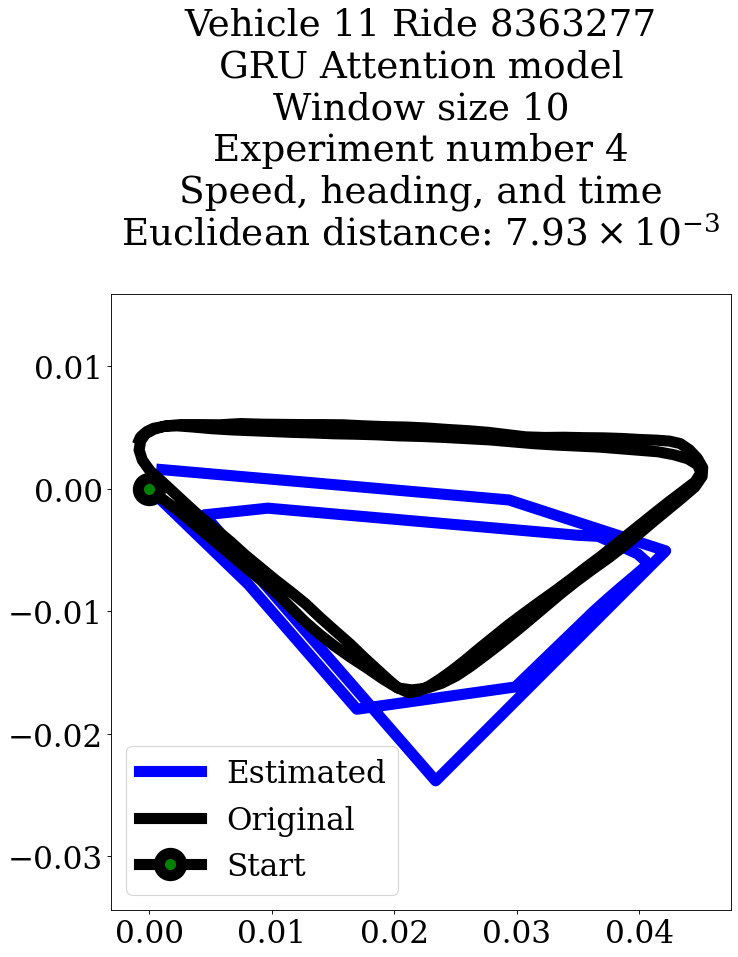 Vehicle 11 Ride 8363277
GRU Attention model
Window size 10
Experiment number 4
Speed, heading, and time
Euclidean distance: 7.93 × 10⁻³
0.01
0.00
−0.01
−0.02
−0.03
Estimated
Original
Start
0.00 0.01 0.02 0.03 0.04